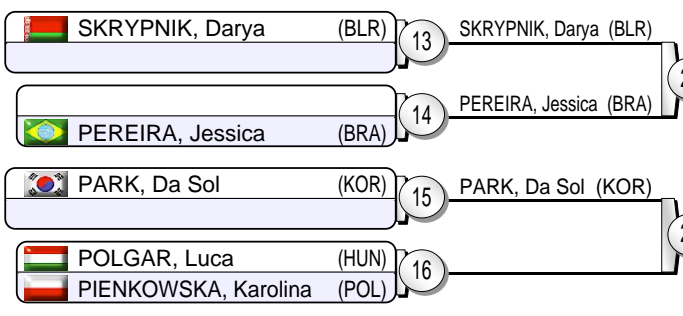 SKRYPNIK, Darya (BLR)
13
SKRYPNIK, Darya (BLR)
14
PEREIRA, Jessica (BRA)
PEREIRA, Jessica (BRA)
PARK, Da Sol (KOR)
15
PARK, Da Sol (KOR)
POLGAR, Luca (HUN)
16
PIENKOWSKA, Karolina (POL)